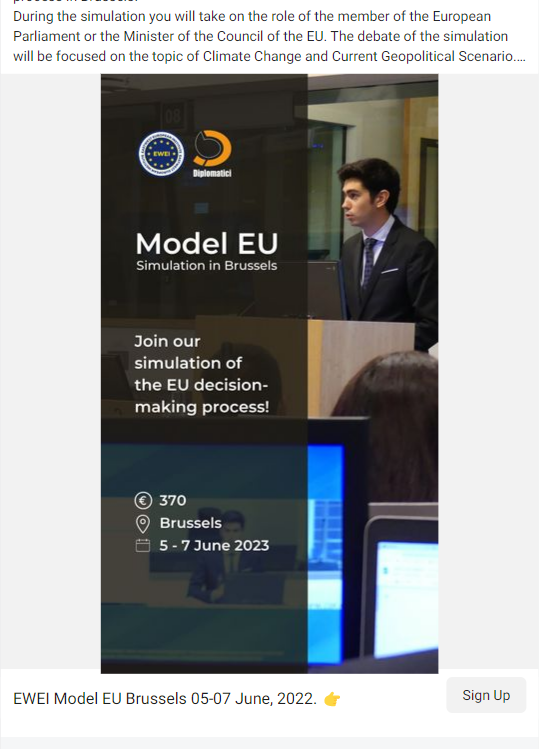 During the simulation you will take on the role of the member of the European
Parliament or the Minister of the Council of the EU. The debate of the simulation
will be focused on the topic of Climate Change and Current Geopolitical Scenario....
08
EWEI
Diplomatici
Model EU
Simulation in Brussels
Join our
simulation of
the EU decision-
making process!
€ 370
Brussels
5 - 7 June 2023
EWEI Model EU Brussels 05-07 June, 2022. 👉
Sign Up